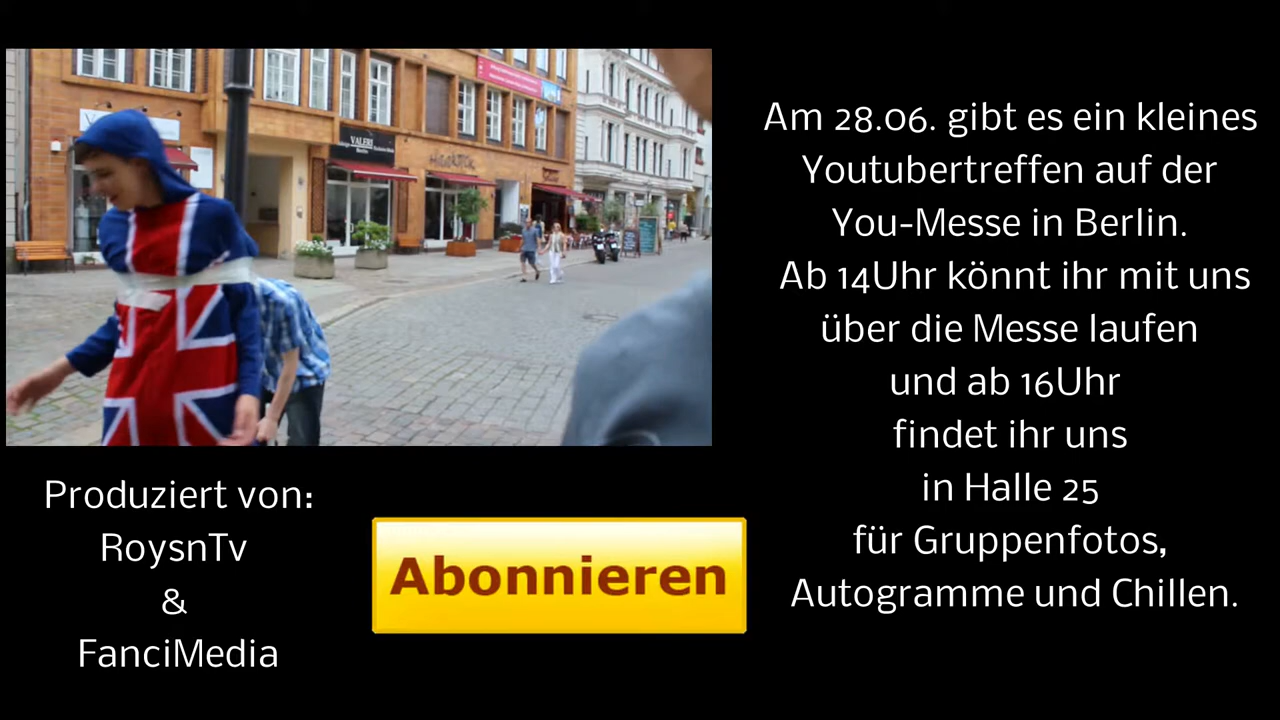 VALERI
Am 28.06. gibt es ein kleines
Youtubertreffen auf der
You-Messe in Berlin.
Ab 14Uhr könnt ihr mit uns
über die Messe laufen
und ab 16Uhr
findet ihr uns
in Halle 25
für Gruppenfotos,
Autogramme und Chillen.
Produziert von:
RoysnTv
&
FanciMedia
Abonnieren